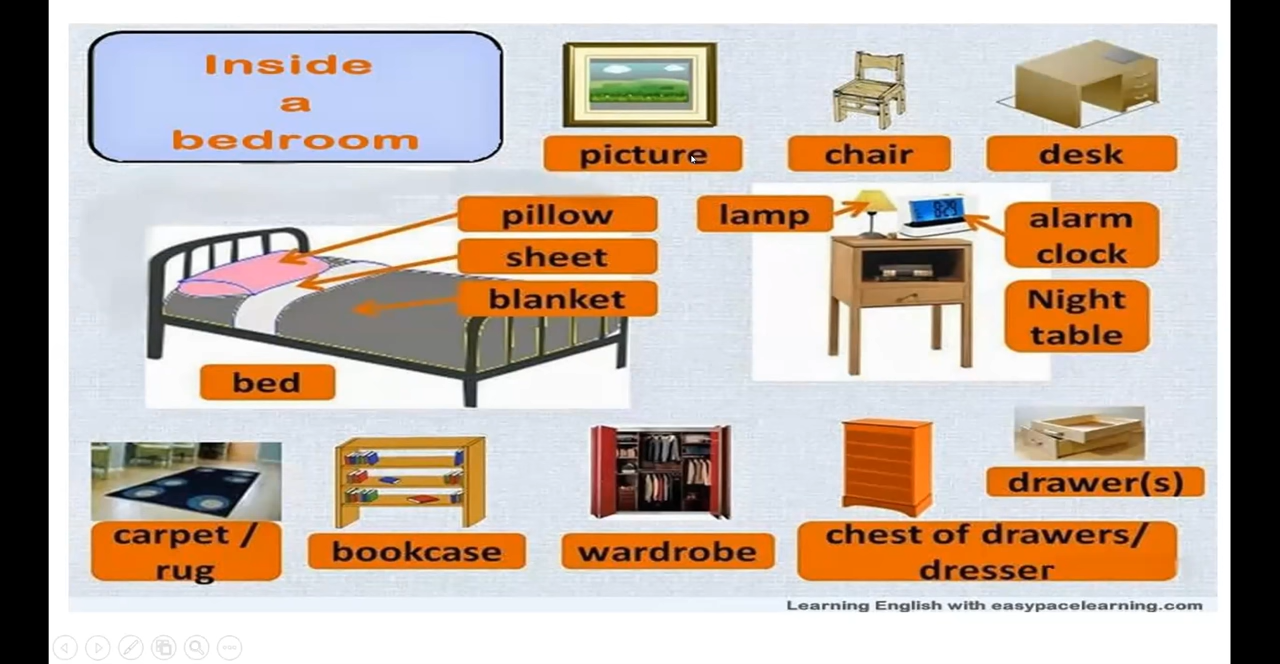 Inside
a
bedroom
picture
chair
desk
pillow
sheet
blanket
lamp
alarm
clock
Night
table
bed
carpet /
rug
bookcase
wardrobe
drawer(s)
chest of drawers/
dresser
Learning English with easypacelearning.com